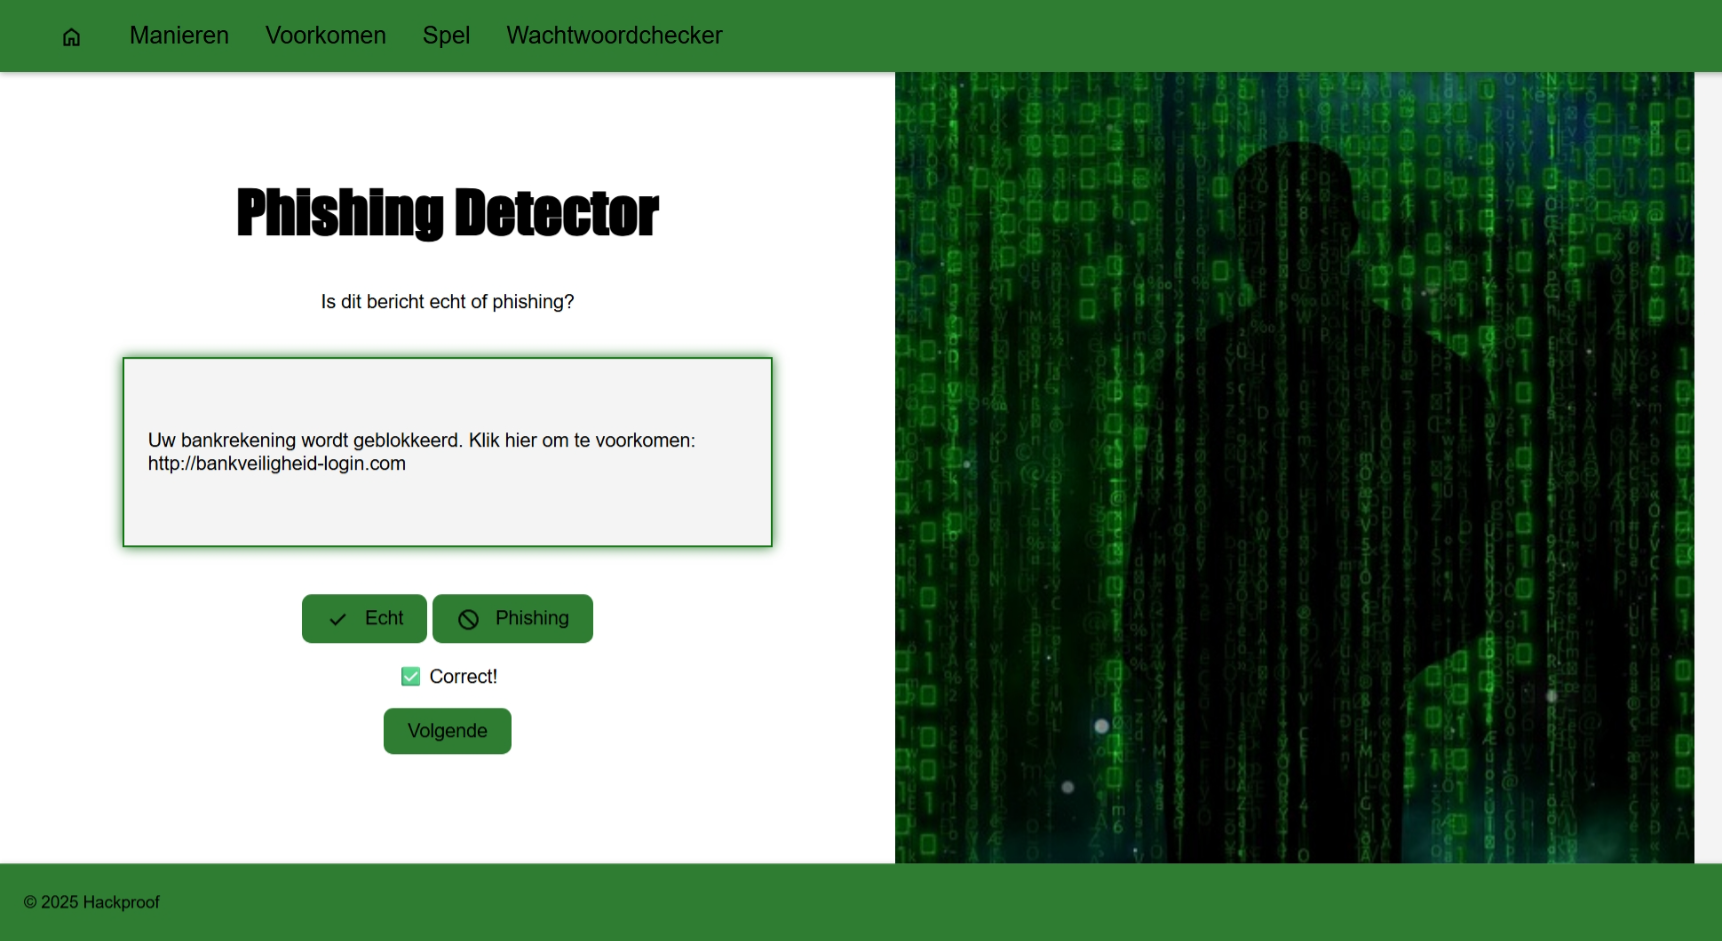 Manieren Voorkomen Spel Wachtwoordchecker
Phishing Detector
Is dit bericht echt of phishing?
Uw bankrekening wordt geblokkeerd. Klik hier om te voorkomen:
http://bankveiligheid-login.com
Echt Phishing
Correct!
Volgende
© 2025 Hackproof